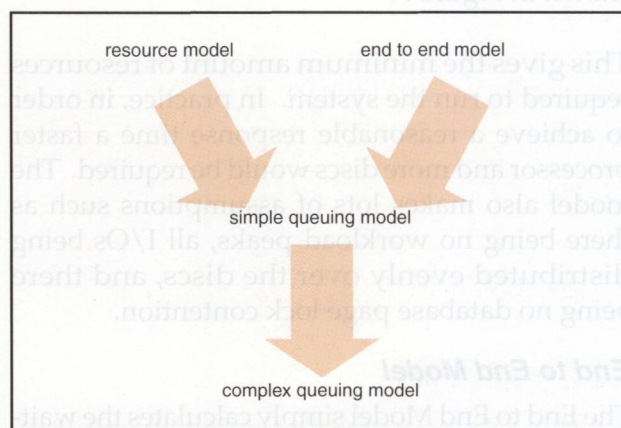 resource model end to end model
This gives the minimum amount of resources
required to run the system. In practice, in order
to achieve a reasonable response time a faster
processor and more discs would be required. The
model also makes lots of assumptions such as
simple queuing model
there being no workload peaks, all I/Os being
distributed evenly over the discs, and there
being no database page lock contention.
End to End Model
complex queuing model
The End to End Model simply calculates the wait-